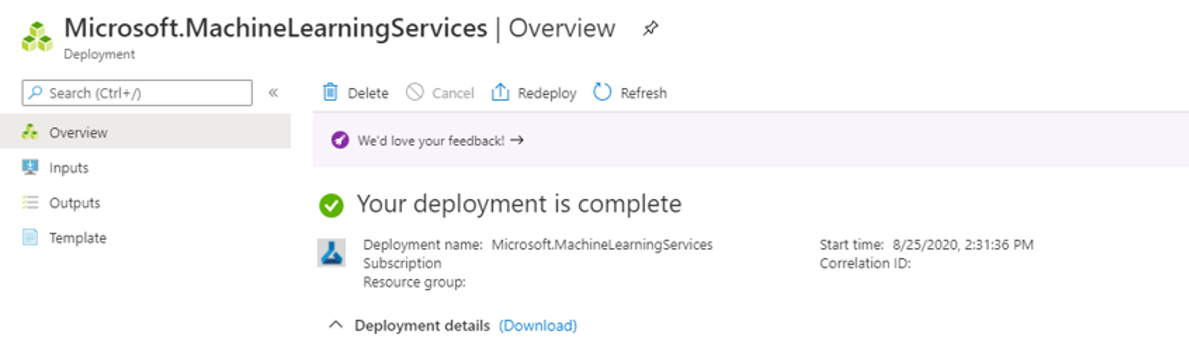 Microsoft.MachineLearningServices | Overview
Deployment
Search (Ctrl+/)
«
Delete
Cancel
Redeploy
Refresh
Overview
Inputs
Outputs
Template
We'd love your feedback! →
Your deployment is complete
Deployment name: Microsoft.MachineLearningServices
Subscription
Resource group:
Start time: 8/25/2020, 2:31:36 PM
Correlation ID:
Deployment details (Download)